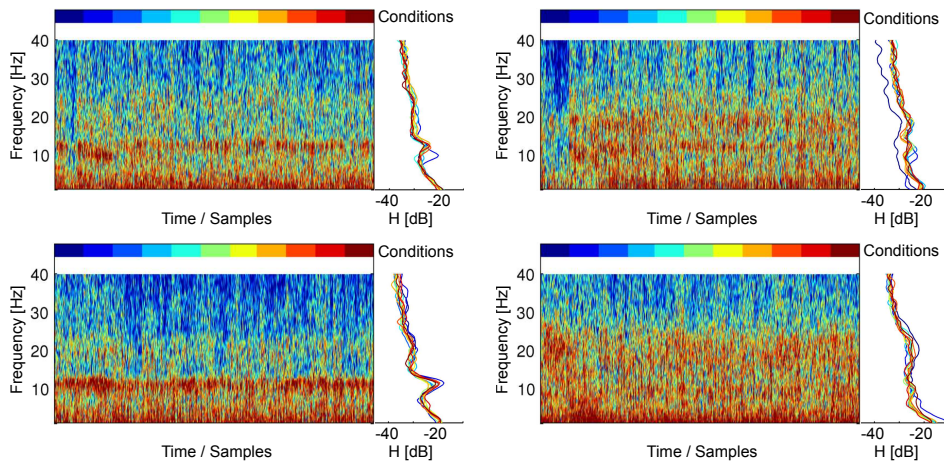 Conditions
Frequency [Hz]
40
30
20
10
Time / Samples
-40 -20
H [dB]
Conditions
Frequency [Hz]
40
30
20
10
Time / Samples
-40 -20
H [dB]
Conditions
Frequency [Hz]
40
30
20
10
Time / Samples
-40 -20
H [dB]
Conditions
Frequency [Hz]
40
30
20
10
Time / Samples
-40 -20
H [dB]